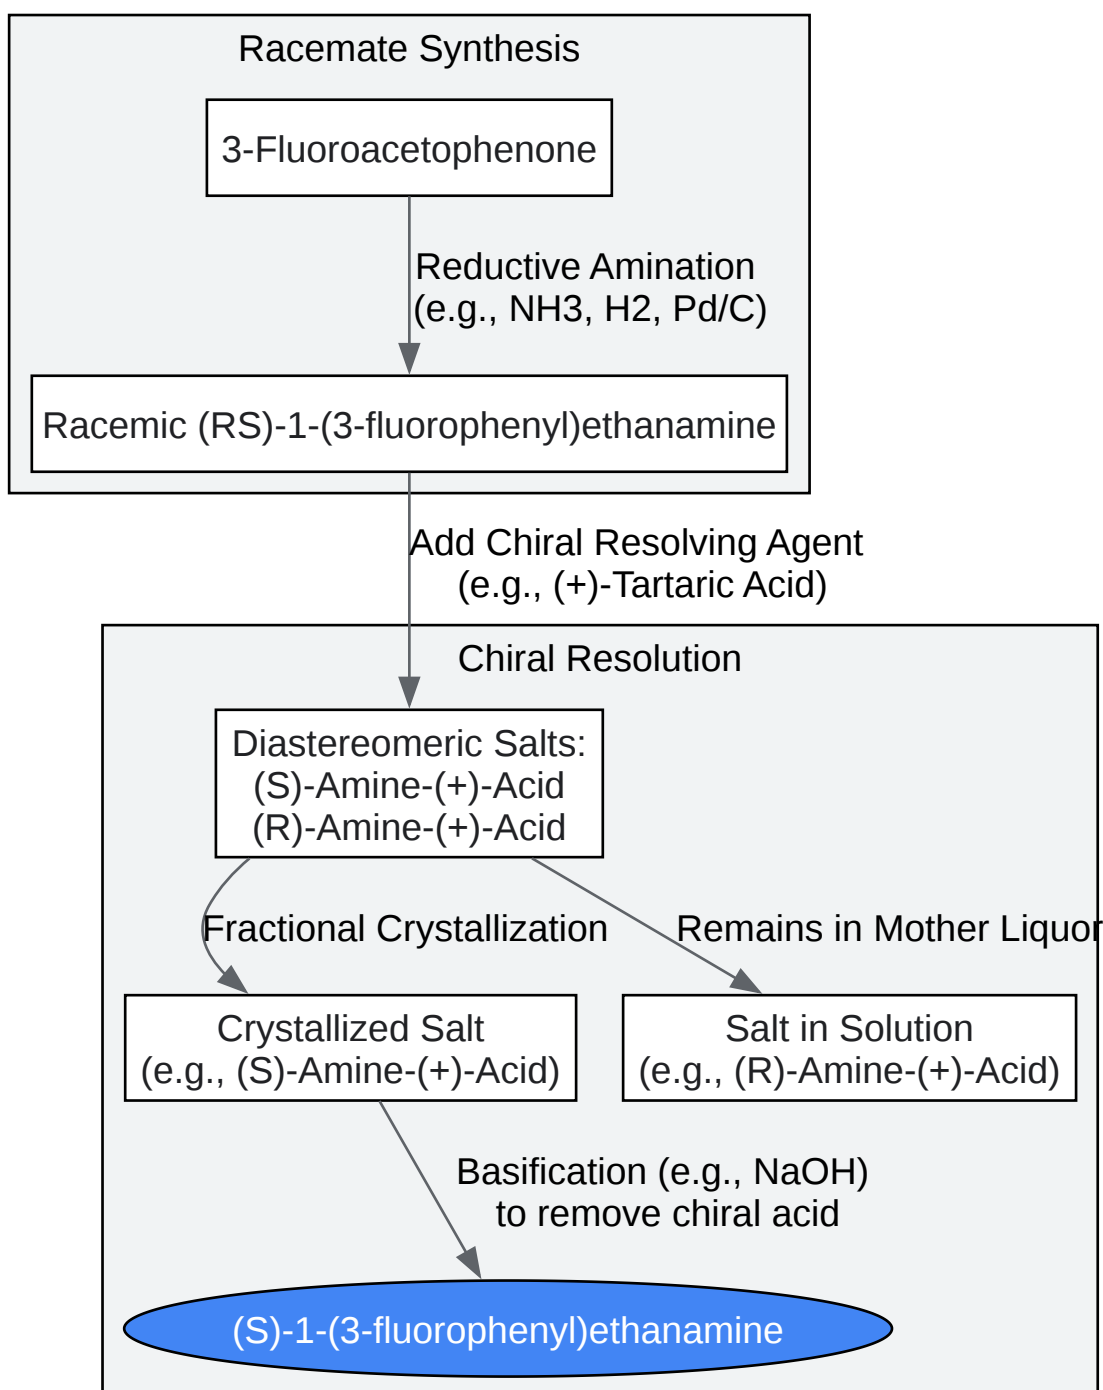 Racemate Synthesis
3-Fluoroacetophenone
Reductive Amination
(e.g., NH3, H2, Pd/C)
Racemic (RS)-1-(3-fluorophenyl)ethanamine
Add Chiral Resolving Agent
(e.g., (+)-Tartaric Acid)
Chiral Resolution
Diastereomeric Salts:
(S)-Amine-(+)-Acid
(R)-Amine-(+)-Acid
Fractional Crystallization
Remains in Mother Liquor
Crystallized Salt
(e.g., (S)-Amine-(+)-Acid)
Salt in Solution
(e.g., (R)-Amine-(+)-Acid)
Basification (e.g., NaOH)
to remove chiral acid
(S)-1-(3-fluorophenyl)ethanamine